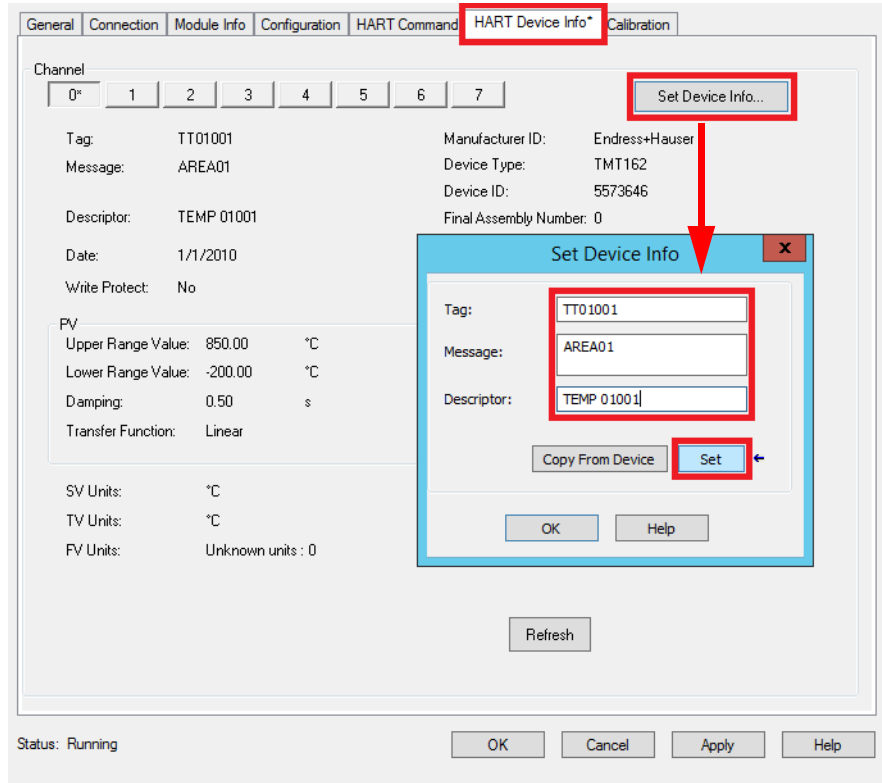 General Connection Module Info Configuration HART Command HART Device Info* Calibration
Channel
0* 1 2 3 4 5 6 7 Set Device Info...
Tag: TT01001 Manufacturer ID: Endress+Hauser
Message: AREA01 Device Type: TMT162
Device ID: 5573646
Descriptor: TEMP 01001 Final Assembly Number: 0
Date: 1/1/2010
Write Protect: No
PV
Upper Range Value: 850.00 °C
Lower Range Value: -200.00 °C
Damping: 0.50 s
Transfer Function: Linear
SV Units: °C
TV Units: °C
FV Units: Unknown units : 0
Set Device Info x
Tag: TT01001
Message: AREA01
Descriptor: TEMP 01001
Copy From Device Set
OK Help
Refresh
Status: Running OK Cancel Apply Help